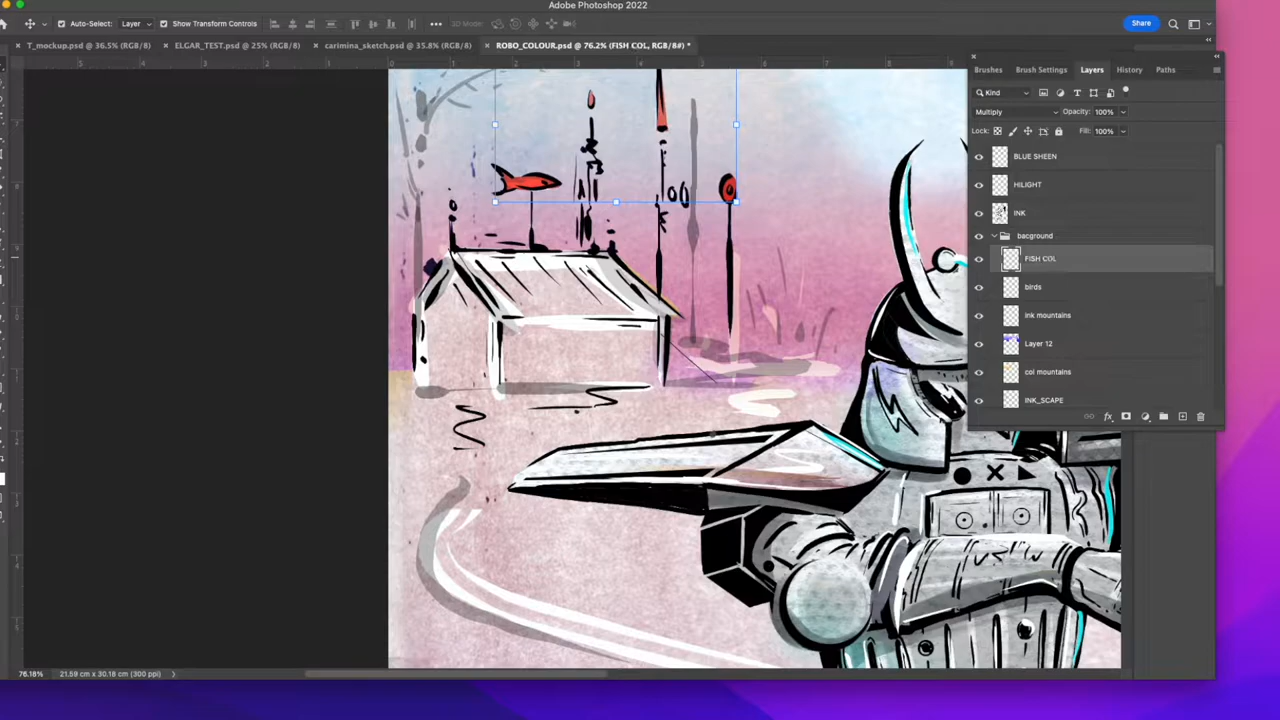 Adobe Photoshop 2022
Auto-Select: Layer Show Transform Controls 3D Mode: Share
T_mockup.psd @ 36.5% (RGB/8) ELGAR_TEST.psd @ 25% (RGB/8) carimina_sketch.psd @ 35.8% (RGB/8) ROBO_COLOUR.psd @ 76.2% (FISH COL, RGB/8#) *
Brushes Brush Settings Layers History Paths
Kind
Multiply Opacity: 100%
Lock: Fill: 100%
BLUE SHEEN
HILIGHT
INK
bacground
FISH COL
birds
ink mountains
Layer 12
col mountains
INK_SCAPE
76.18% 21.59 cm x 30.18 cm (300 ppi)